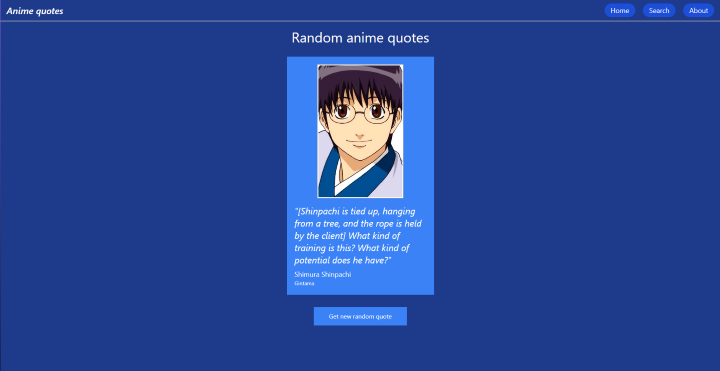 Anime quotes
Home
Search
About
Random anime quotes
"[Shinpachi is tied up, hanging
from a tree, and the rope is held
by the client] What kind of
training is this? What kind of
potential does he have?"
Shimura Shinpachi
Gintama
Get new random quote